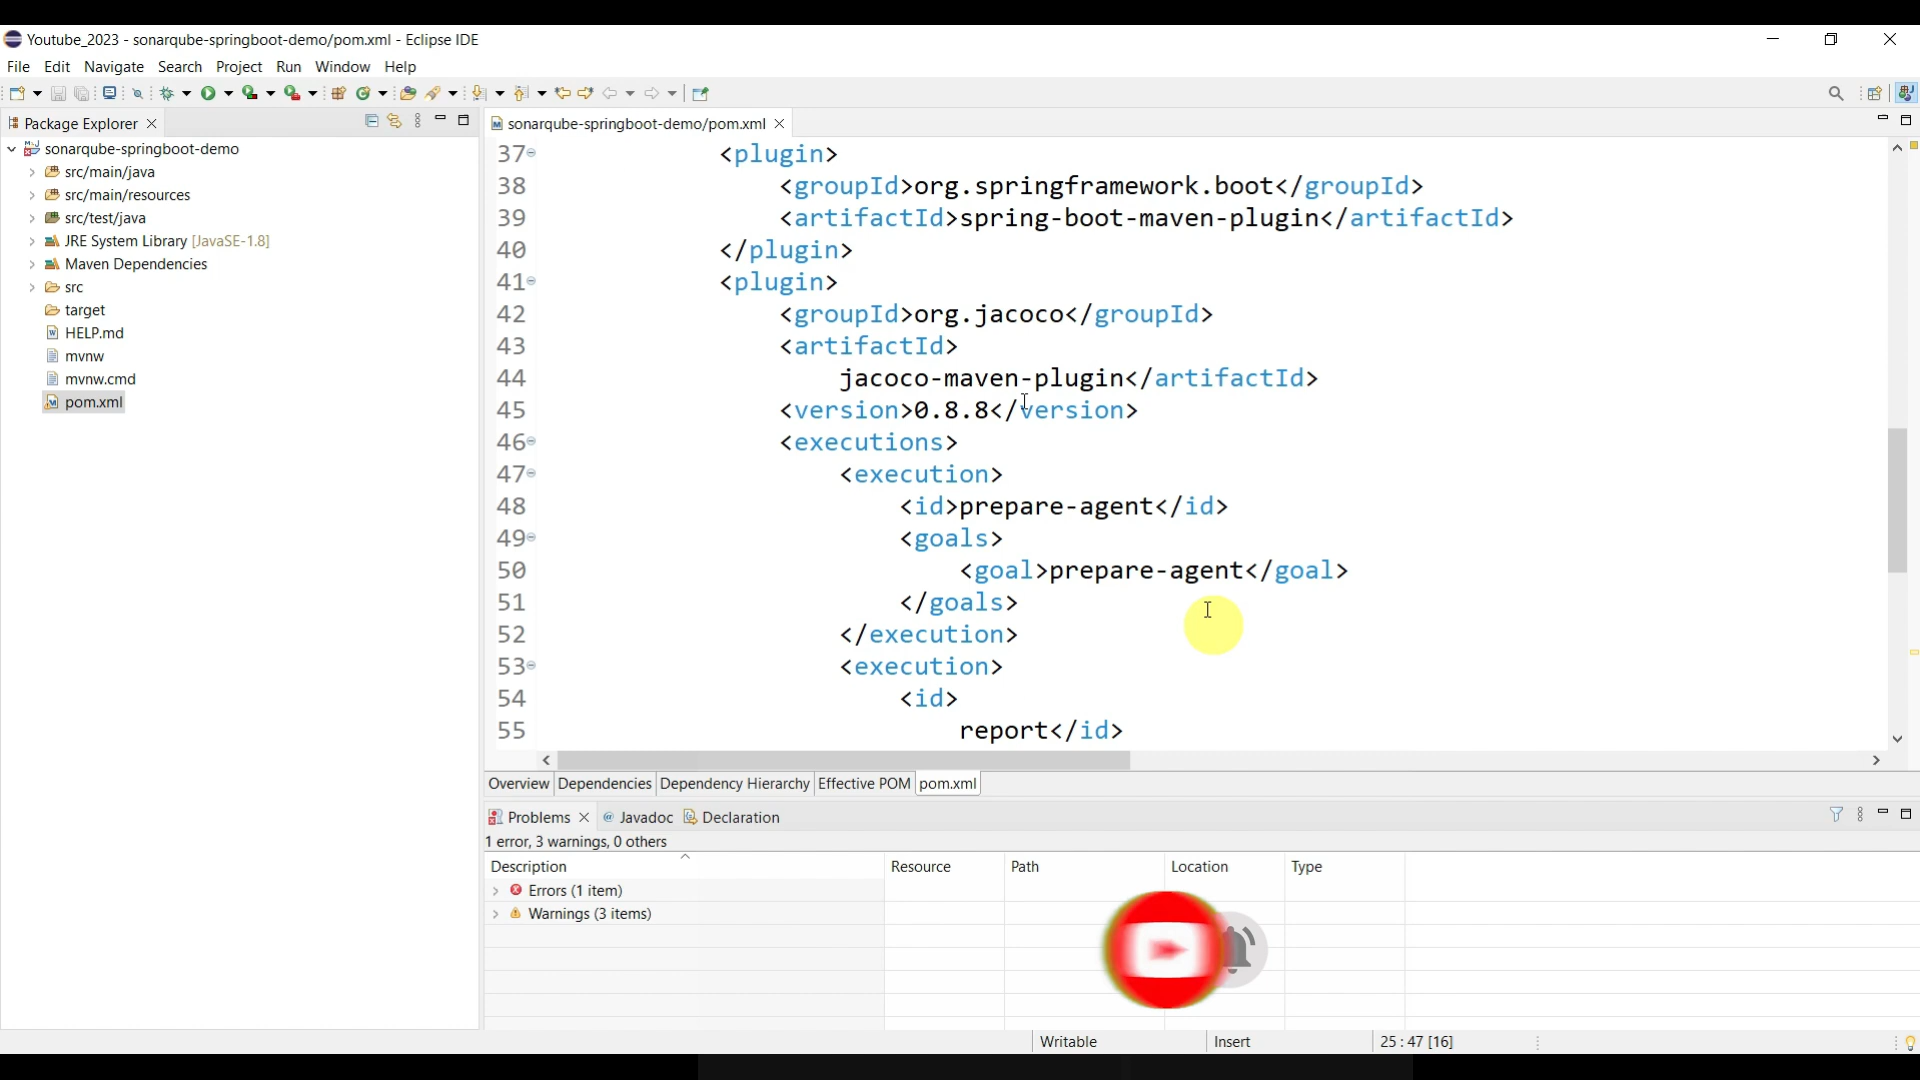 Youtube_2023 - sonarqube-springboot-demo/pom.xml - Eclipse IDE
File Edit Navigate Search Project Run Window Help
Package Explorer
sonarqube-springboot-demo
src/main/java
src/main/resources
src/test/java
JRE System Library [JavaSE-1.8]
Maven Dependencies
src
target
HELP.md
mvnw
mvnw.cmd
pom.xml
sonarqube-springboot-demo/pom.xml
37 <plugin>
38 <groupId>org.springframework.boot</groupId>
39 <artifactId>spring-boot-maven-plugin</artifactId>
40 </plugin>
41 <plugin>
42 <groupId>org.jacoco</groupId>
43 <artifactId>
44 jacoco-maven-plugin</artifactId>
45 <version>0.8.8</version>
46 <executions>
47 <execution>
48 <id>prepare-agent</id>
49 <goals>
50 <goal>prepare-agent</goal>
51 </goals>
52 </execution>
53 <execution>
54 <id>
55 report</id>
Overview Dependencies Dependency Hierarchy Effective POM pom.xml
Problems Javadoc Declaration
1 error, 3 warnings, 0 others
Description Resource Path Location Type
Errors (1 item)
Warnings (3 items)
Writable Insert 25 : 47 [16]